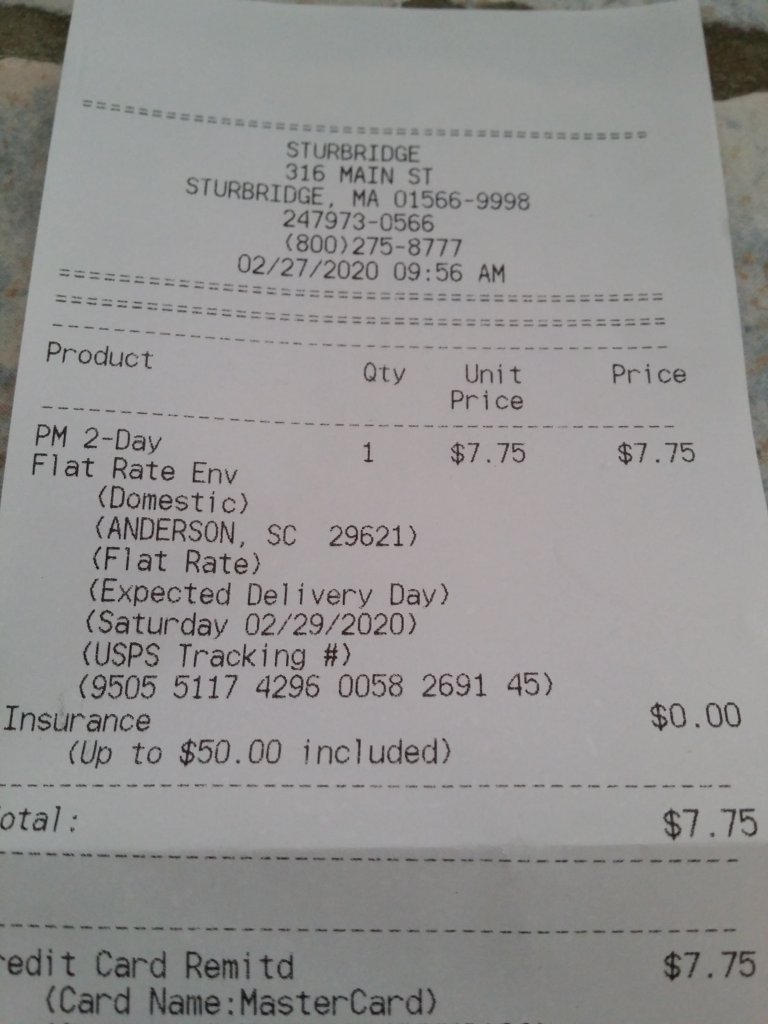 ==========================================
STURBRIDGE
316 MAIN ST
STURBRIDGE, MA 01566-9998
247973-0566
(800)275-8777
02/27/2020 09:56 AM
==========================================
==========================================
------------------------------------------
Product Qty Unit Price
Price
------------------------------------------
PM 2-Day 1 $7.75 $7.75
Flat Rate Env
(Domestic)
(ANDERSON, SC 29621)
(Flat Rate)
(Expected Delivery Day)
(Saturday 02/29/2020)
(USPS Tracking #)
(9505 5117 4296 0058 2691 45)
Insurance $0.00
(Up to $50.00 included)
------------------------------------------
otal: $7.75
------------------------------------------
------------------------------------------
redit Card Remitd $7.75
(Card Name:MasterCard)